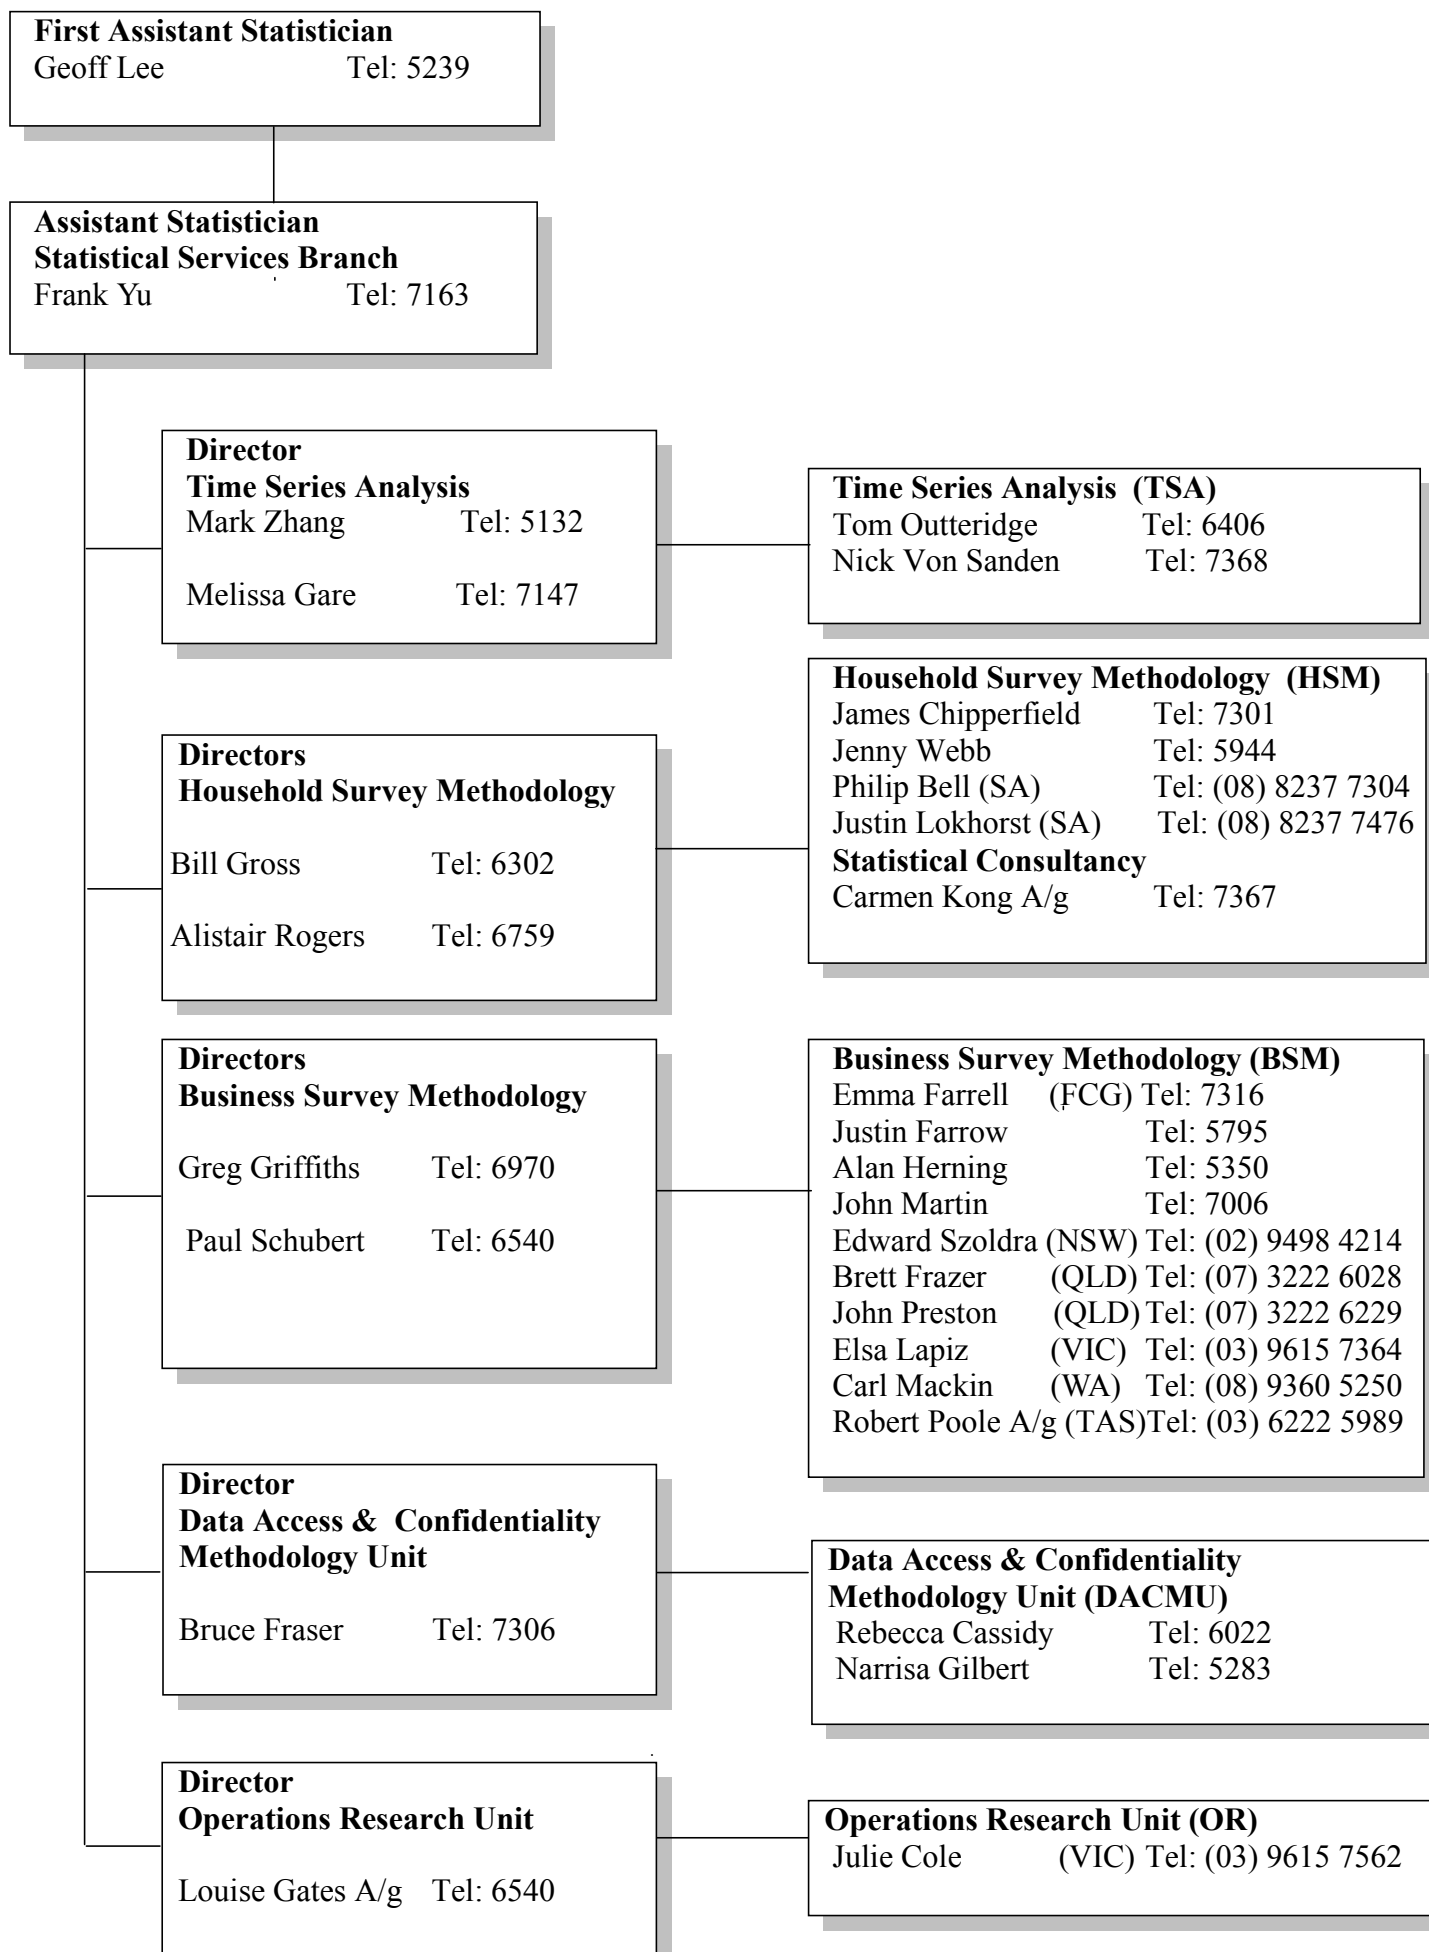 First Assistant Statistician
Geoff Lee Tel: 5239
Assistant Statistician
Statistical Services Branch
Frank Yu Tel: 7163
Director
Time Series Analysis
Mark Zhang Tel: 5132
Melissa Gare Tel: 7147
Time Series Analysis (TSA)
Tom Outteridge Tel: 6406
Nick Von Sanden Tel: 7368
Directors
Household Survey Methodology
Bill Gross Tel: 6302
Alistair Rogers Tel: 6759
Household Survey Methodology (HSM)
James Chipperfield Tel: 7301
Jenny Webb Tel: 5944
Philip Bell (SA) Tel: (08) 8237 7304
Justin Lokhorst (SA) Tel: (08) 8237 7476
Statistical Consultancy
Carmen Kong A/g Tel: 7367
Directors
Business Survey Methodology
Greg Griffiths Tel: 6970
Paul Schubert Tel: 6540
Business Survey Methodology (BSM)
Emma Farrell (FCG) Tel: 7316
Justin Farrow Tel: 5795
Alan Herning Tel: 5350
John Martin Tel: 7006
Edward Szoldra (NSW) Tel: (02) 9498 4214
Brett Frazer (QLD) Tel: (07) 3222 6028
John Preston (QLD) Tel: (07) 3222 6229
Elsa Lapiz (VIC) Tel: (03) 9615 7364
Carl Mackin (WA) Tel: (08) 9360 5250
Robert Poole A/g (TAS)Tel: (03) 6222 5989
Director
Data Access & Confidentiality
Methodology Unit
Bruce Fraser Tel: 7306
Data Access & Confidentiality
Methodology Unit (DACMU)
Rebecca Cassidy Tel: 6022
Narrisa Gilbert Tel: 5283
Director
Operations Research Unit
Louise Gates A/g Tel: 6540
Operations Research Unit (OR)
Julie Cole (VIC) Tel: (03) 9615 7562